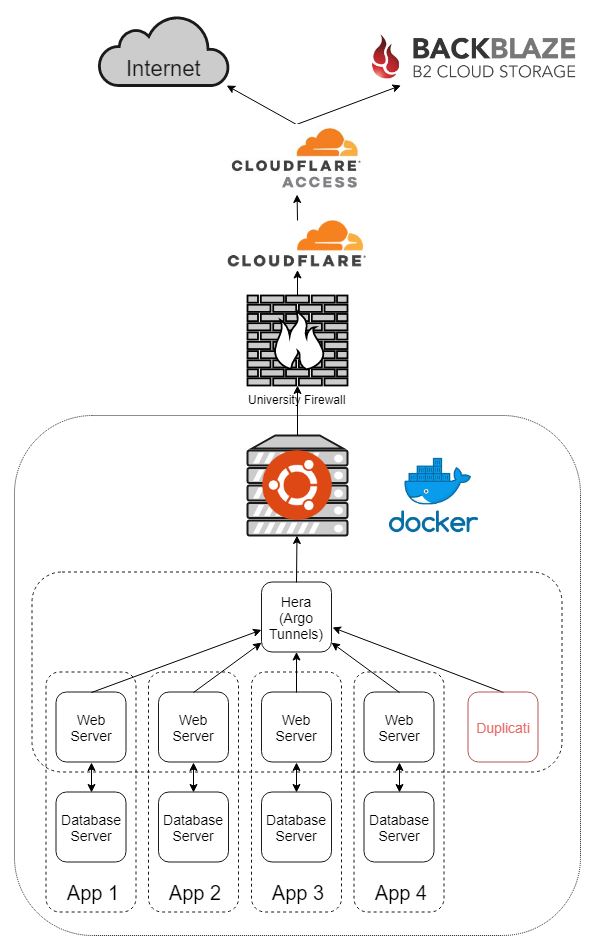 Internet
BACKBLAZE
B2 CLOUD STORAGE
CLOUDFLARE
ACCESS
CLOUDFLARE
University Firewall
docker
Hera
(Argo
Tunnels)
Web
Server
Web
Server
Web
Server
Web
Server
Duplicati
Database
Server
Database
Server
Database
Server
Database
Server
App 1
App 2
App 3
App 4